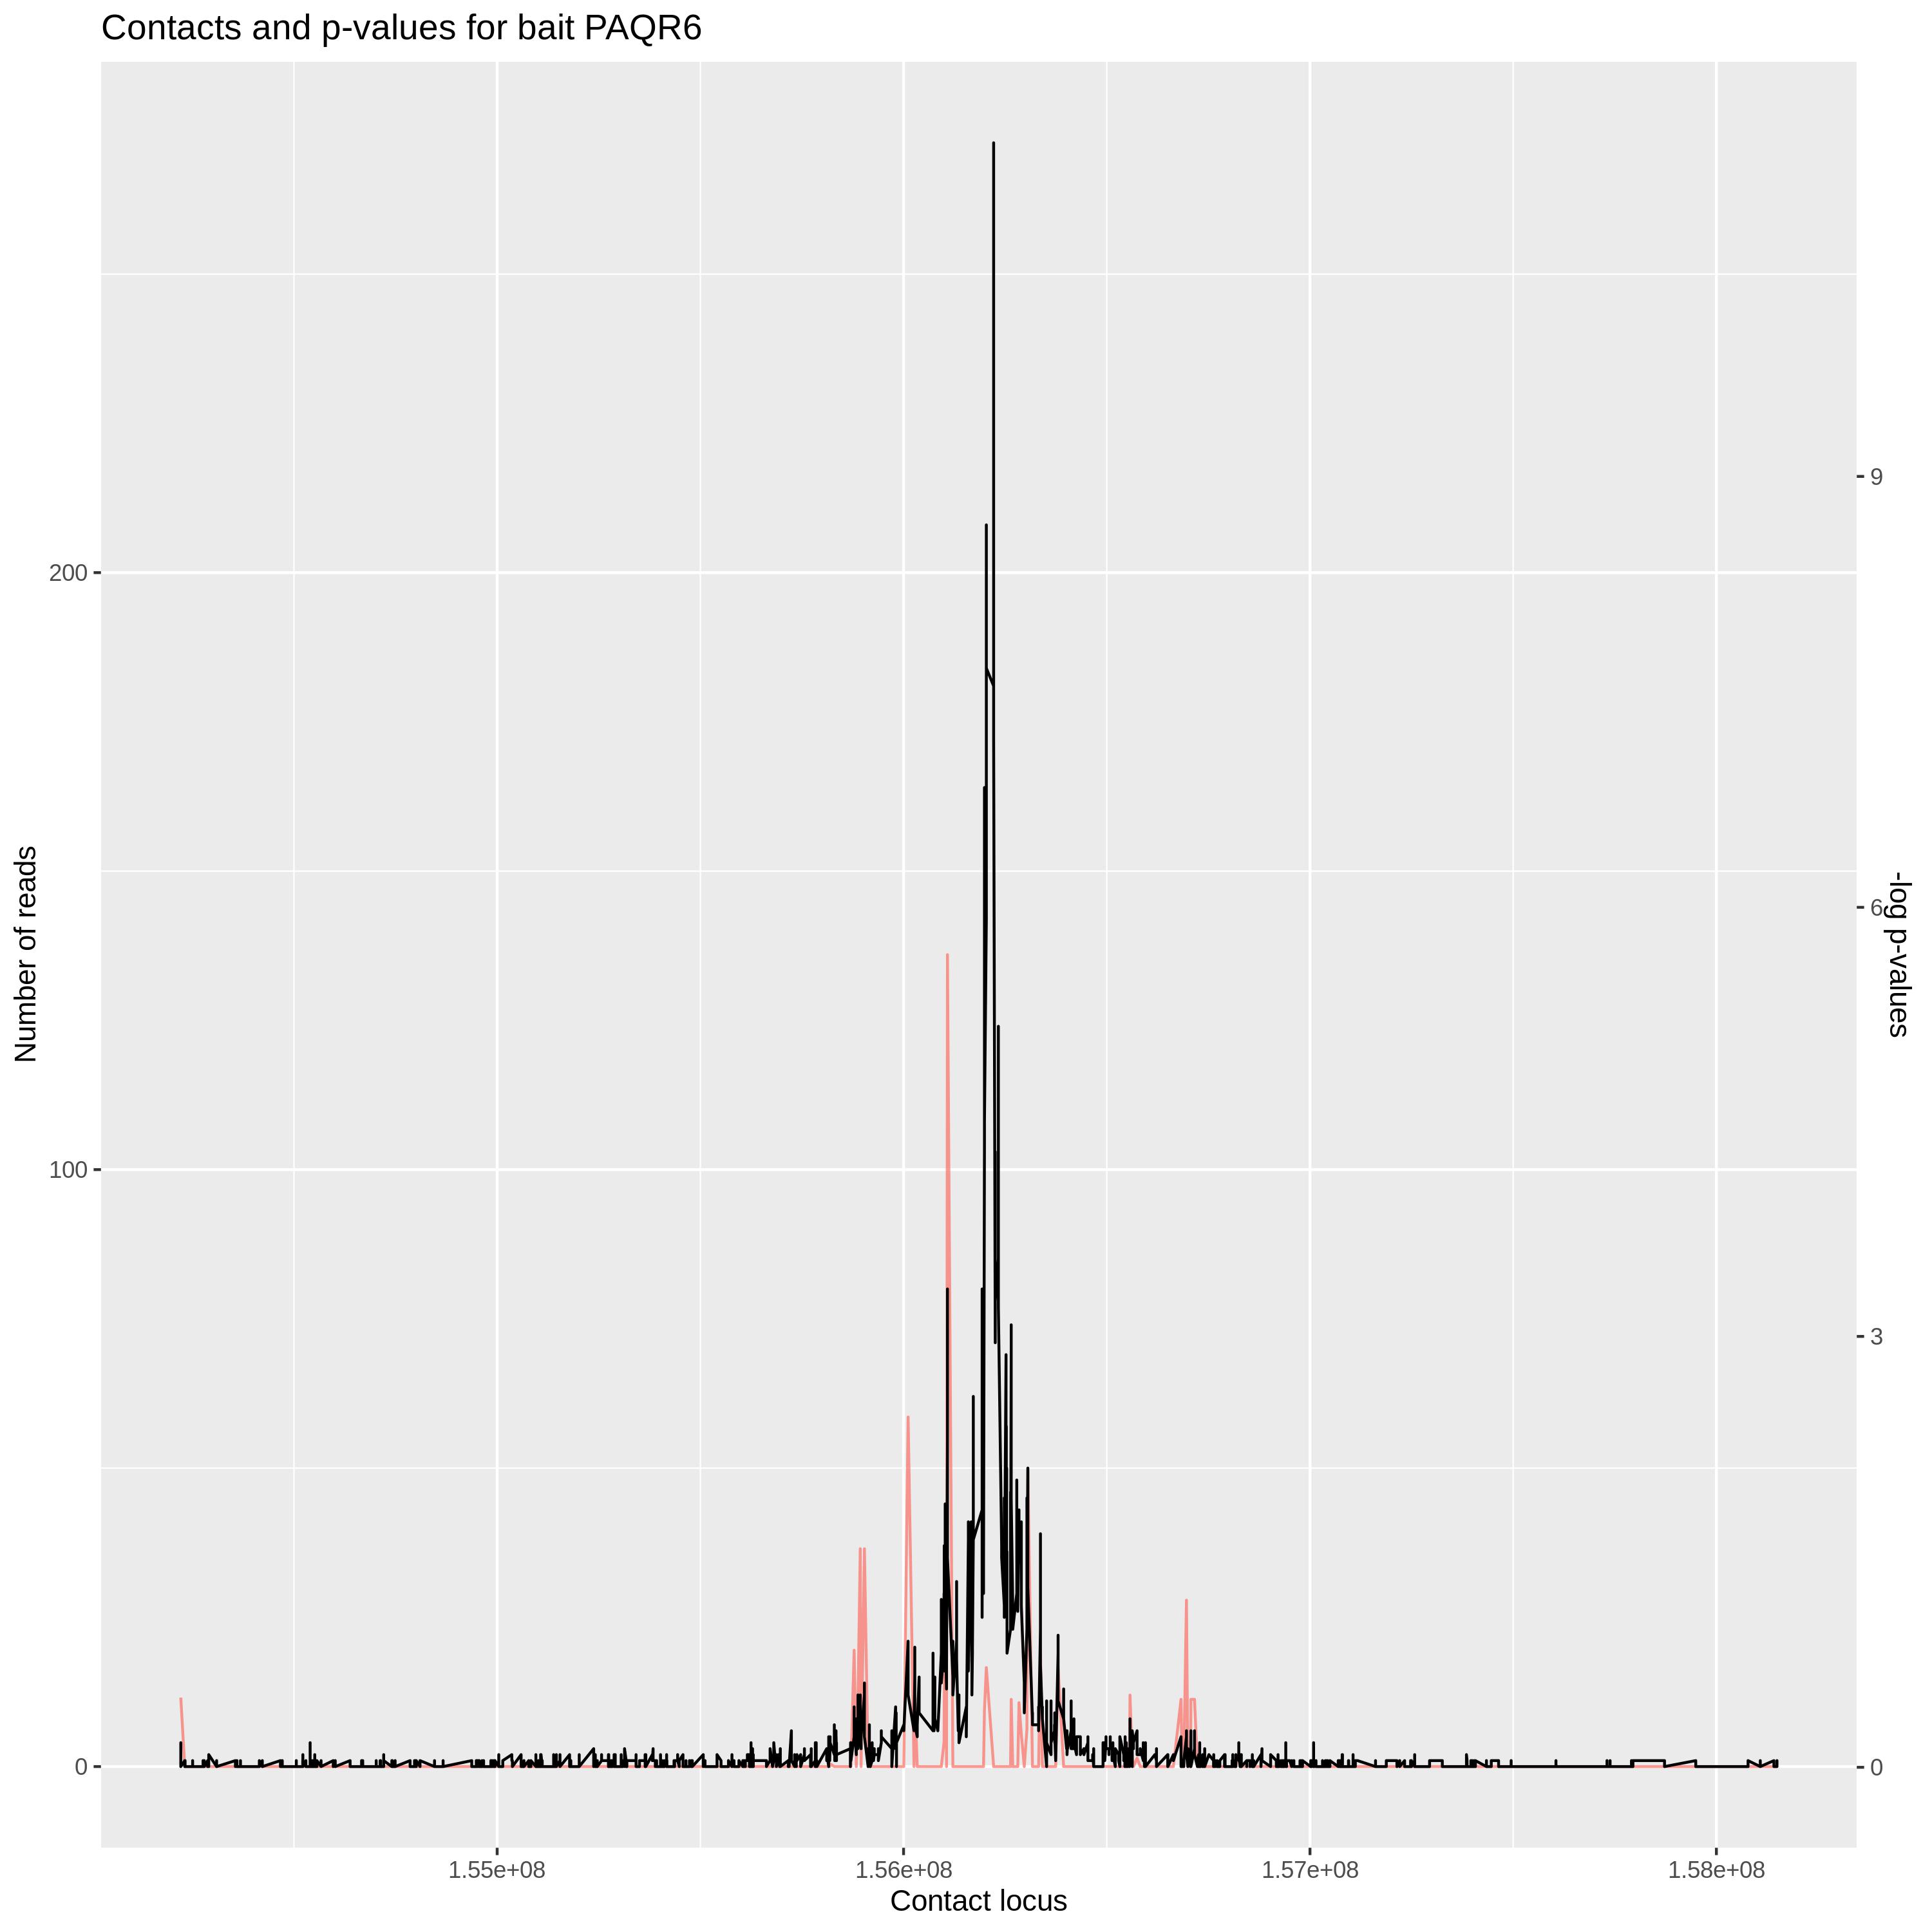 Contacts and p-values for bait PAQR6
Number of reads
200
100
0
9
6
3
0
-log p-values
1.55e+08
1.56e+08
1.57e+08
1.58e+08
Contact locus